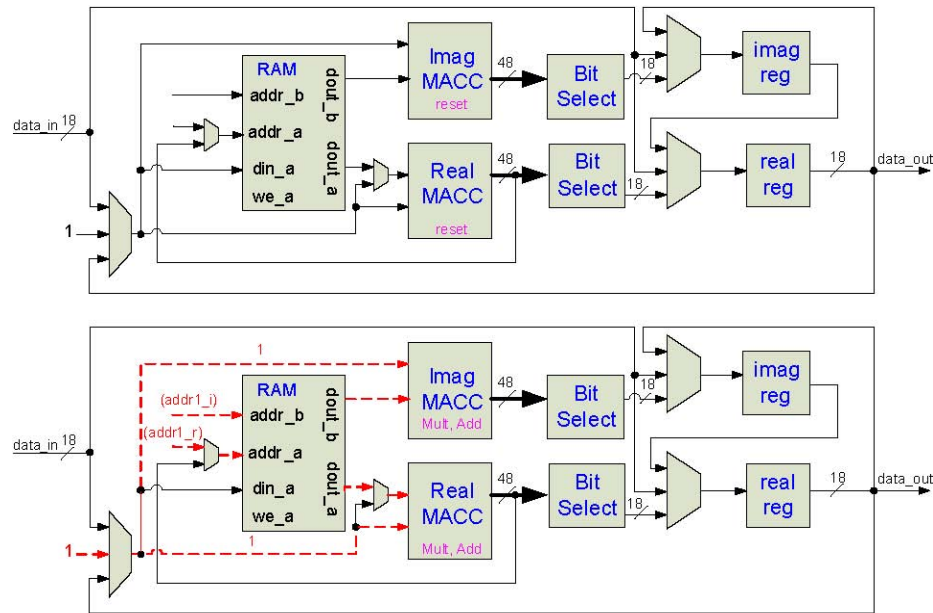 RAM
addr_b
addr_a
din_a
we_a
dout_b
dout_a
Imag
MACC
reset
Real
MACC
reset
48
48
Bit
Select
Bit
Select
18
18
imag
reg
real
reg
18
data_out
data_in 18
1
1
(addr1_i)
(addr1_r)
RAM
addr_b
addr_a
din_a
we_a
dout_b
dout_a
1
Imag
MACC
Mult, Add
Real
MACC
Mult, Add
48
48
Bit
Select
Bit
Select
18
18
imag
reg
real
reg
18
data_out
data_in 18
1